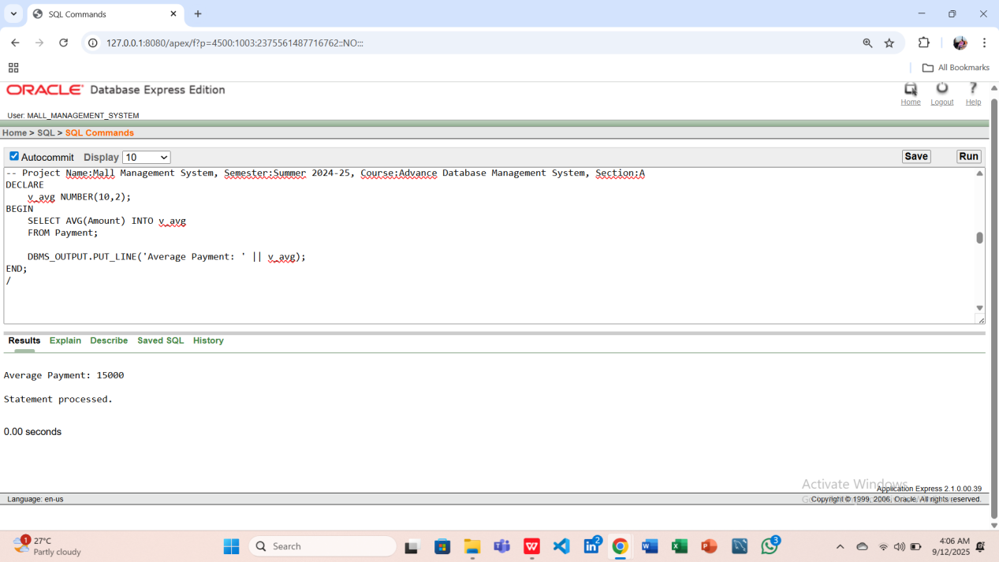 SQL Commands
127.0.0.1:8080/apex/f?p=4500:1003:2375561487716762::NO:::
All Bookmarks
ORACLE® Database Express Edition
Home Logout Help
User: MALL_MANAGEMENT_SYSTEM
Home > SQL > SQL Commands
Autocommit Display 10 Save Run
-- Project Name:Mall Management System, Semester:Summer 2024-25, Course:Advance Database Management System, Section:A
DECLARE
v_avg NUMBER(10,2);
BEGIN
SELECT AVG(Amount) INTO v_avg
FROM Payment;
DBMS_OUTPUT.PUT_LINE('Average Payment: ' || v_avg);
END;
/
Results Explain Describe Saved SQL History
Average Payment: 15000
Statement processed.
0.00 seconds
Activate Windows
Application Express 2.1.0.00.39
Language: en-us Copyright © 1999, 2006, Oracle. All rights reserved.
1 27°C
Partly cloudy
Search
2
3
4:06 AM
9/12/2025